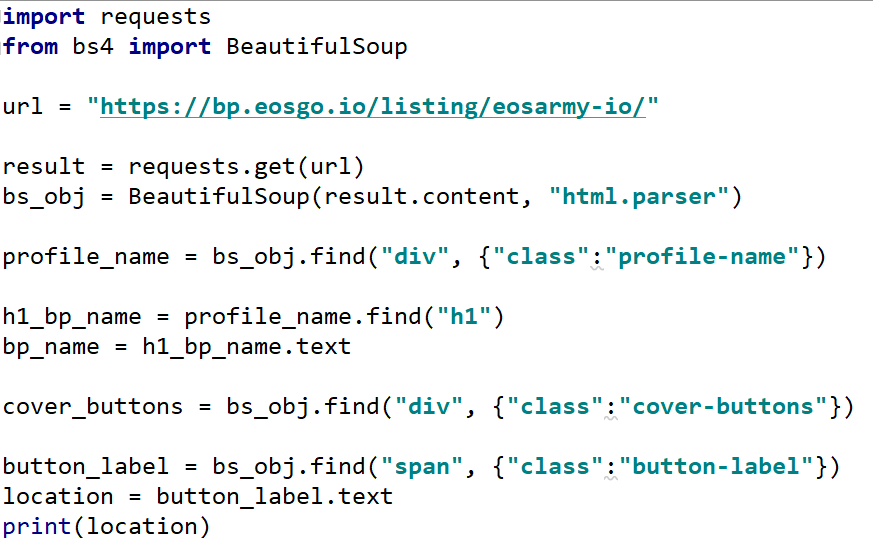 import requests
from bs4 import BeautifulSoup
url = "https://bp.eosgo.io/listing/eosarmy-io/"
result = requests.get(url)
bs_obj = BeautifulSoup(result.content, "html.parser")
profile_name = bs_obj.find("div", {"class":"profile-name"})
h1_bp_name = profile_name.find("h1")
bp_name = h1_bp_name.text
cover_buttons = bs_obj.find("div", {"class":"cover-buttons"})
button_label = bs_obj.find("span", {"class":"button-label"})
location = button_label.text
print(location)